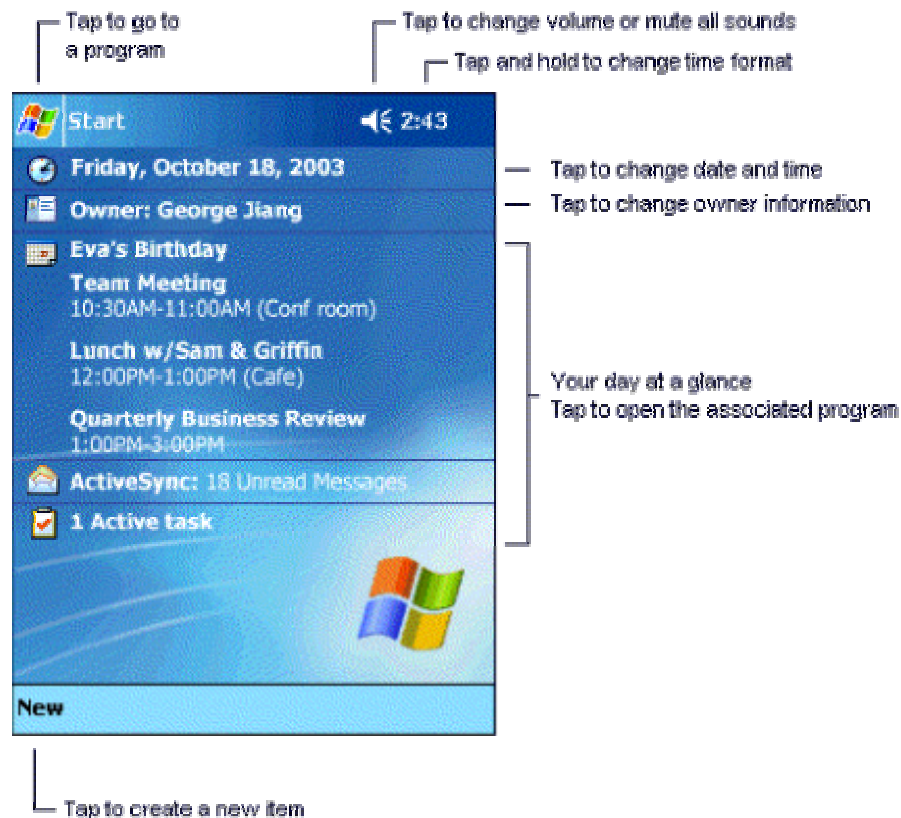 Tap to go to
a program
Tap to change volume or mute all sounds
Tap and hold to change time format
Start 2:43
Friday, October 18, 2003
Tap to change date and time
Owner: George Jiang
Tap to change owner information
Eva's Birthday
Team Meeting
10:30AM-11:00AM (Conf room)
Lunch w/Sam & Griffin
12:00PM-1:00PM (Cafe)
Quarterly Business Review
1:00PM-3:00PM
Your day at a glance
Tap to open the associated program
ActiveSync: 18 Unread Messages
1 Active task
New
Tap to create a new item